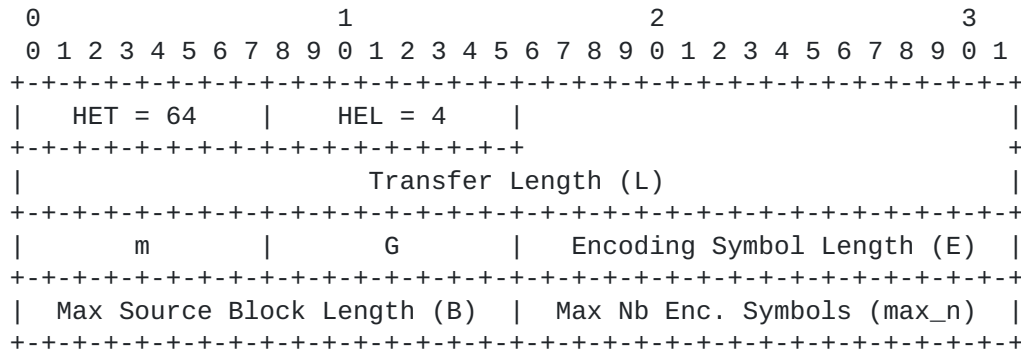 0                   1                   2                   3
 0 1 2 3 4 5 6 7 8 9 0 1 2 3 4 5 6 7 8 9 0 1 2 3 4 5 6 7 8 9 0 1
+-+-+-+-+-+-+-+-+-+-+-+-+-+-+-+-+-+-+-+-+-+-+-+-+-+-+-+-+-+-+-+-+
|   HET = 64    |    HEL = 4    |                               |
+-+-+-+-+-+-+-+-+-+-+-+-+-+-+-+-+                               +
|                      Transfer Length (L)                      |
+-+-+-+-+-+-+-+-+-+-+-+-+-+-+-+-+-+-+-+-+-+-+-+-+-+-+-+-+-+-+-+-+
|       m       |       G       |   Encoding Symbol Length (E)  |
+-+-+-+-+-+-+-+-+-+-+-+-+-+-+-+-+-+-+-+-+-+-+-+-+-+-+-+-+-+-+-+-+
|  Max Source Block Length (B)  |  Max Nb Enc. Symbols (max_n)  |
+-+-+-+-+-+-+-+-+-+-+-+-+-+-+-+-+-+-+-+-+-+-+-+-+-+-+-+-+-+-+-+-+